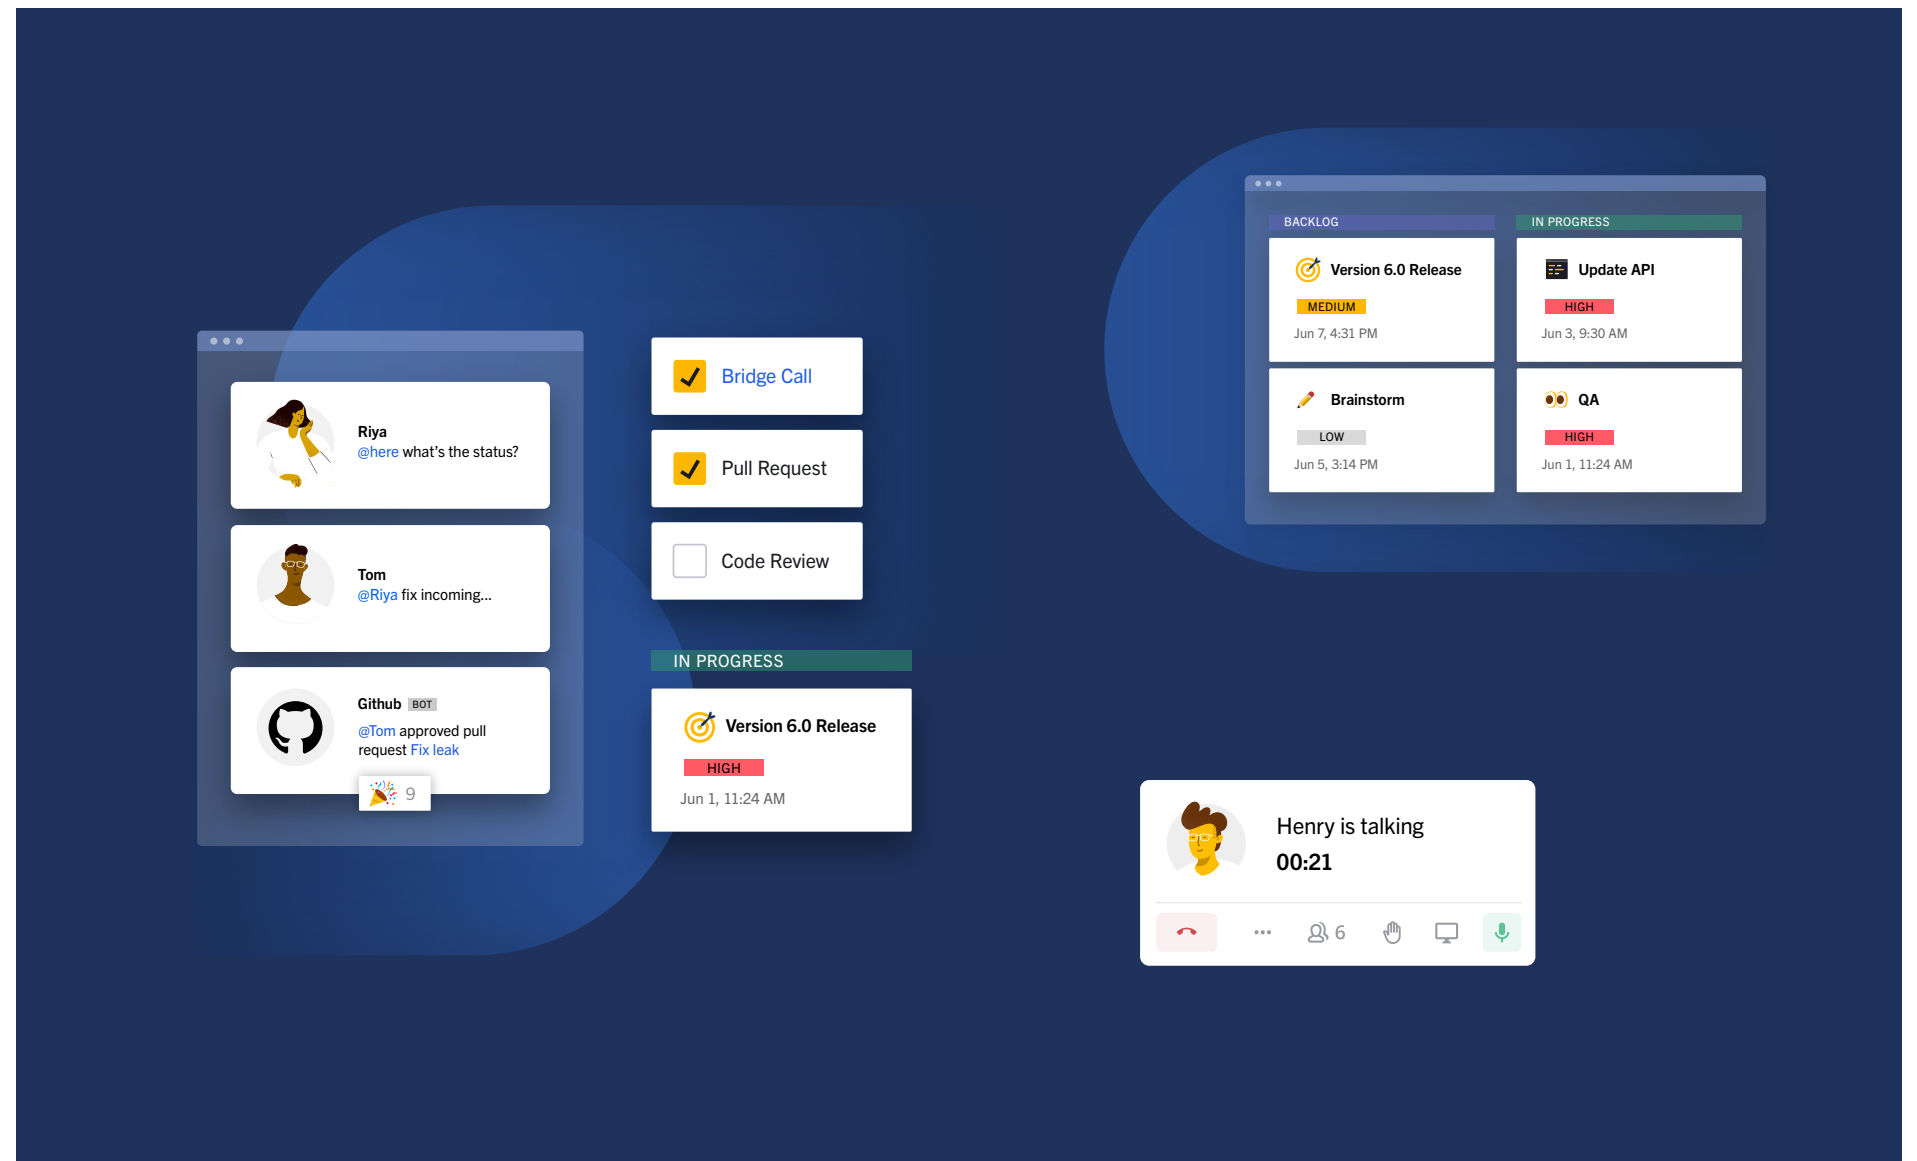 Riya
@here what's the status?
Tom
@Riya fix incoming...
Github BOT
@Tom approved pull
request Fix leak
9
Bridge Call
Pull Request
Code Review
IN PROGRESS
Version 6.0 Release
HIGH
Jun 1, 11:24 AM
BACKLOG
Version 6.0 Release
MEDIUM
Jun 7, 4:31 PM
Brainstorm
LOW
Jun 5, 3:14 PM
IN PROGRESS
Update API
HIGH
Jun 3, 9:30 AM
QA
HIGH
Jun 1, 11:24 AM
Henry is talking
00:21
6